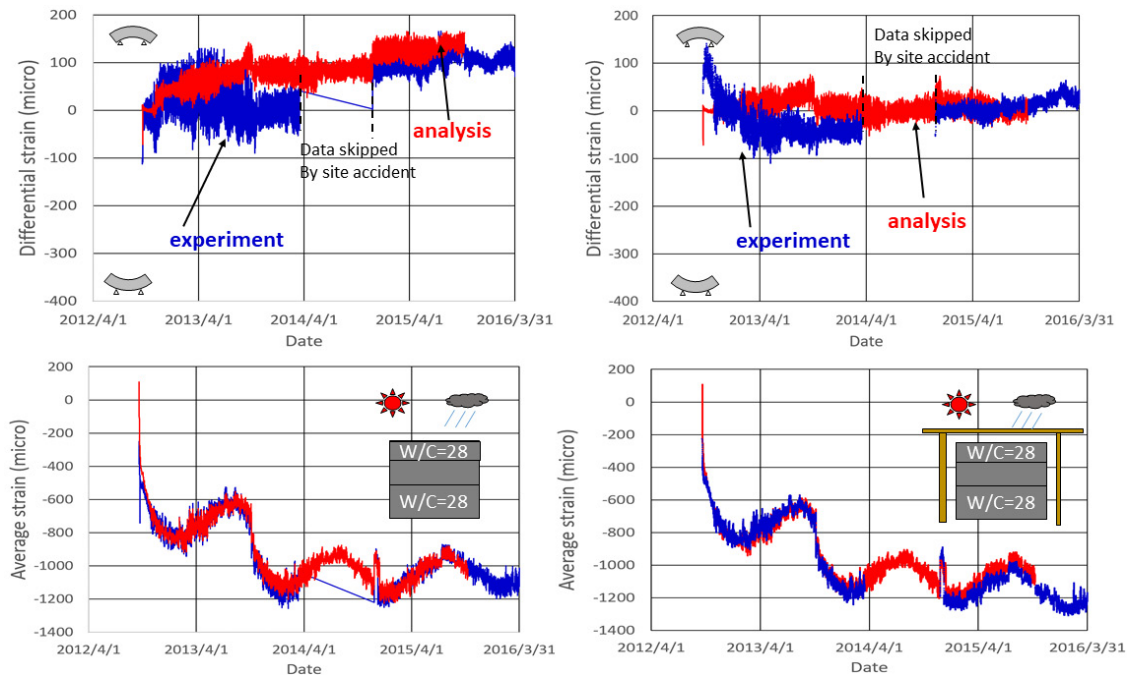 200
100
0
-100
-200
-300
-400
Differential strain (micro)
Data skipped
By site accident
analysis
experiment
2012/4/1
2013/4/1
2014/4/1
2015/4/1
2016/3/31
Date
200
100
0
-100
-200
-300
-400
Differential strain (micro)
Data skipped
By site accident
analysis
experiment
2012/4/1
2013/4/1
2014/4/1
2015/4/1
2016/3/31
Date
200
0
-200
-400
-600
-800
-1000
-1200
-1400
Average strain (micro)
W/C=28
W/C=28
2012/4/1
2013/4/1
2014/4/1
2015/4/1
2016/3/31
Date
200
0
-200
-400
-600
-800
-1000
-1200
-1400
Average strain (micro)
W/C=28
W/C=28
2012/4/1
2013/4/1
2014/4/1
2015/4/1
2016/3/31
Date